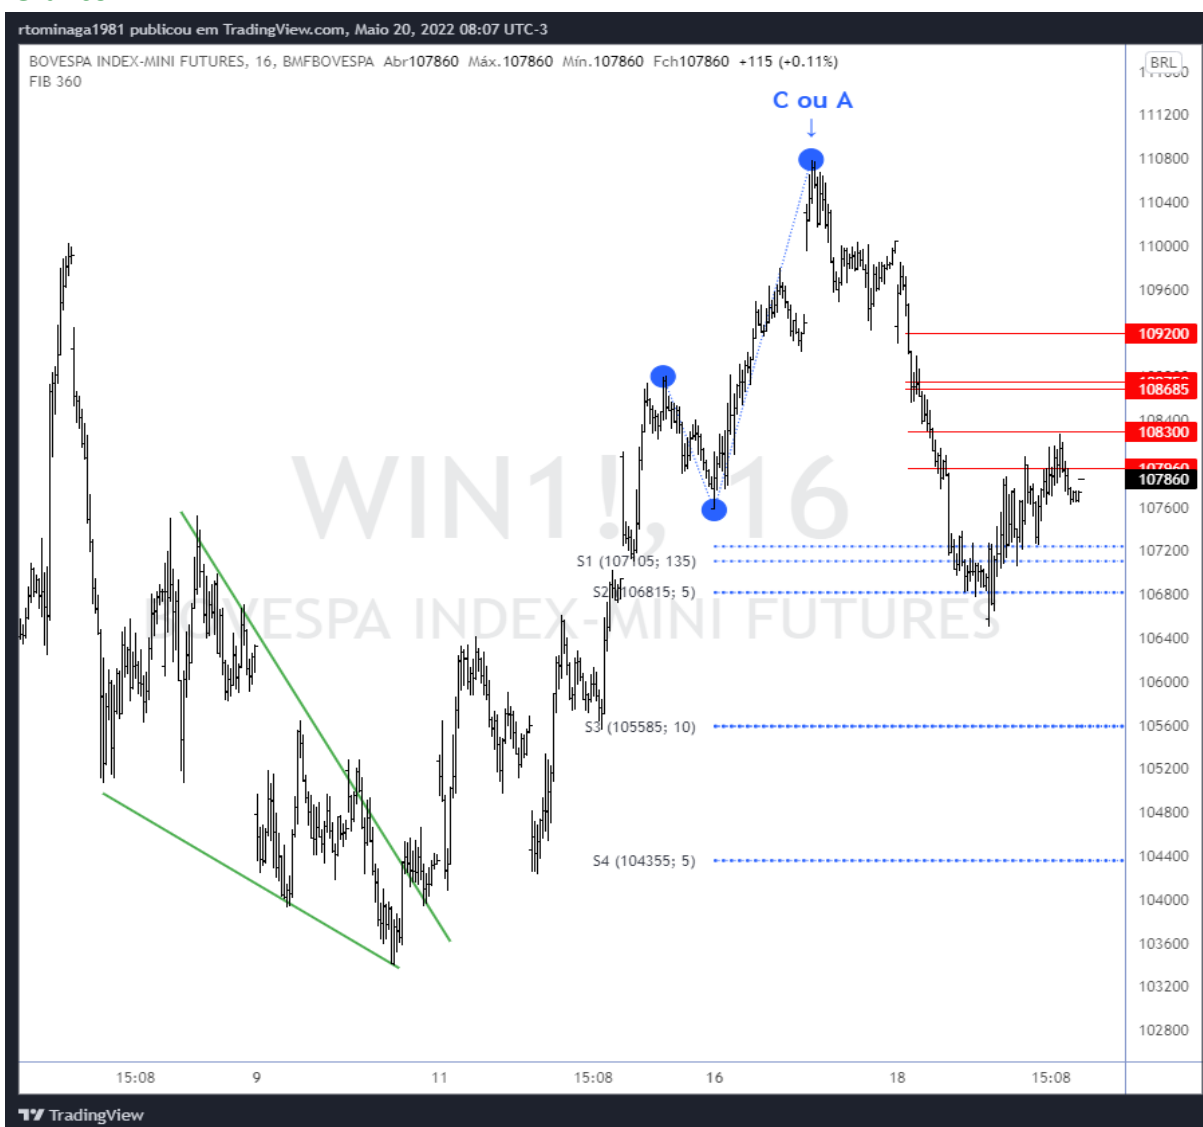 rtominaga1981 publicou em TradingView.com, Maio 20, 2022 08:07 UTC-3
BOVESPA INDEX-MINI FUTURES, 16, BMFBOVESPA Abr107860 Máx.107860 Mín.107860 Fch107860 +115 (+0.11%)
FIB 360
BRL
C ou A
↓
111200
110800
110400
110000
109600
109200
108685
108400
108300
107860
WIN1!, 16
107600
107200
S1 (107105; 135)
S2 (106815; 5)
106800
BOVESPA INDEX-MINI FUTURES
106400
106000
S3 (105585; 10)
105600
105200
104800
S4 (104355; 5)
104400
104000
103600
103200
102800
15:08 9 11 15:08 16 18 15:08
TradingView